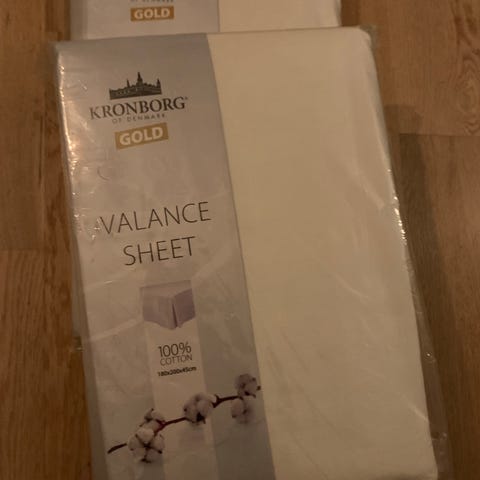 GOLD
KRONBORG®
OF DENMARK
GOLD
VALANCE
SHEET
100%
COTTON
180x200x45cm